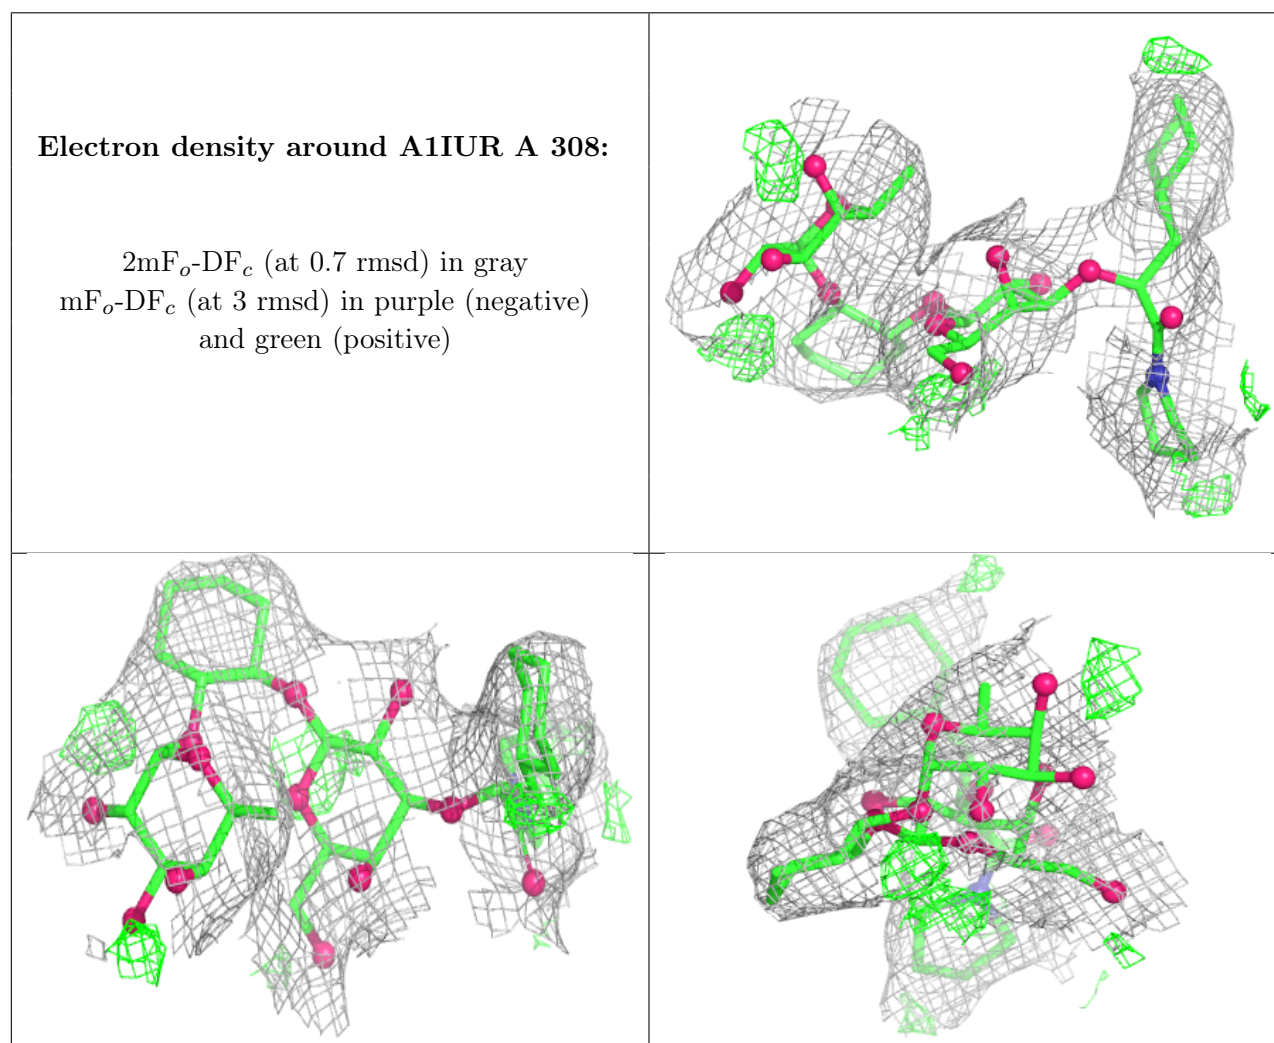 Electron density around A1IUR A 308:
2mFo-DFc (at 0.7 rmsd) in gray
mFo-DFc (at 3 rmsd) in purple (negative)
and green (positive)